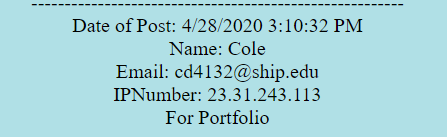 --------------------------------------------------------
Date of Post: 4/28/2020 3:10:32 PM
Name: Cole
Email: cd4132@ship.edu
IPNumber: 23.31.243.113
For Portfolio